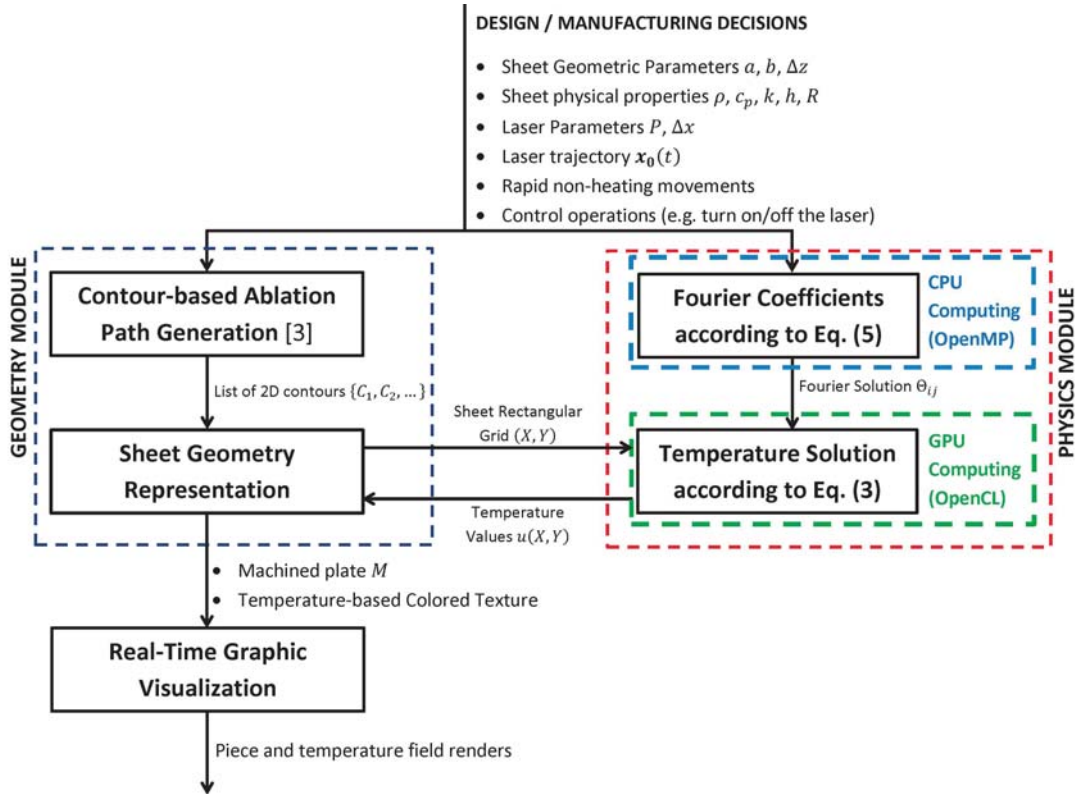 DESIGN / MANUFACTURING DECISIONS
• Sheet Geometric Parameters a, b, Δz
• Sheet physical properties ρ, cₚ, k, h, R
• Laser Parameters P, Δx
• Laser trajectory x₀(t)
• Rapid non-heating movements
• Control operations (e.g. turn on/off the laser)
GEOMETRY MODULE
Contour-based Ablation
Path Generation [3]
List of 2D contours {C₁, C₂, … }
Sheet Geometry
Representation
Sheet Rectangular
Grid (X, Y)
Temperature
Values u(X, Y)
PHYSICS MODULE
Fourier Coefficients
according to Eq. (5)
CPU
Computing
(OpenMP)
Fourier Solution Θᵢⱼ
Temperature Solution
according to Eq. (3)
GPU
Computing
(OpenCL)
• Machined plate M
• Temperature-based Colored Texture
Real-Time Graphic
Visualization
Piece and temperature field renders